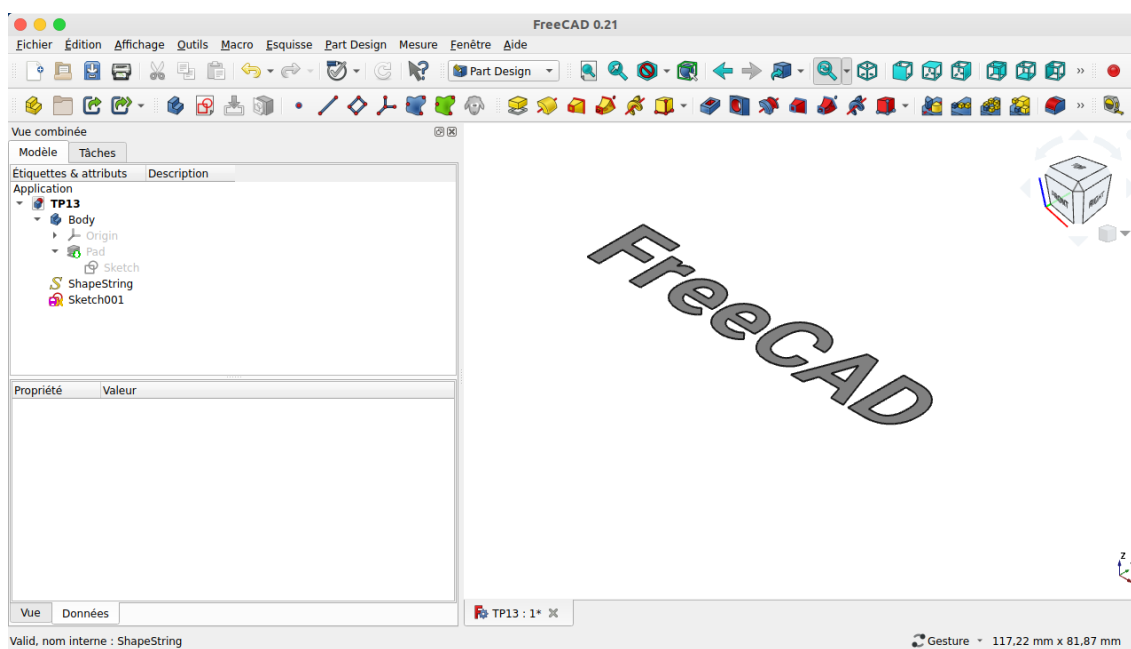 FreeCAD 0.21
Fichier Édition Affichage Outils Macro Esquisse Part Design Mesure Fenêtre Aide
Part Design
Vue combinée
Modèle Tâches
Étiquettes & attributs Description
Application
TP13
Body
Origin
Pad
Sketch
ShapeString
Sketch001
Propriété Valeur
FreeCAD
FRONT RIGHT
Z
Vue Données
TP13 : 1*
Valid, nom interne : ShapeString
Gesture 117,22 mm x 81,87 mm